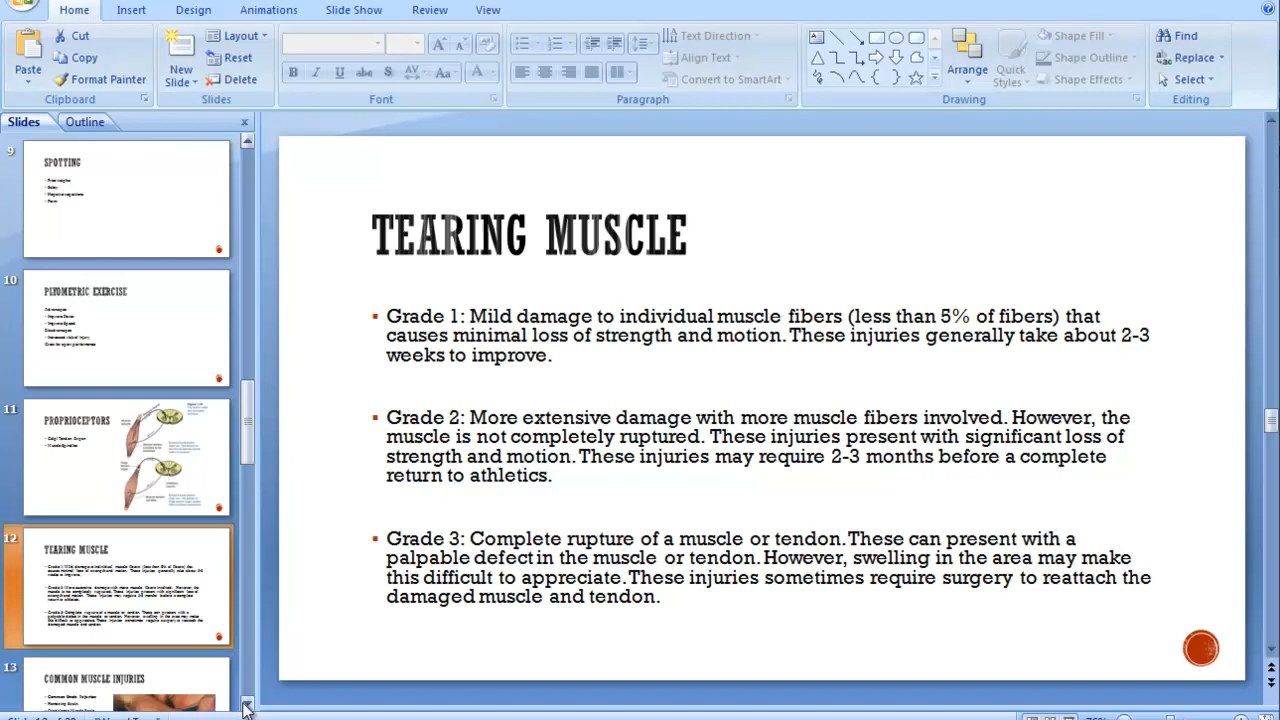 Home Insert Design Animations Slide Show Review View
Cut
Layout
Text Direction
Shape Fill
Find
Copy
Reset
Align Text
Shape Outline
Replace
Paste
New
Slide
Arrange
Quick
Styles
Format Painter
Delete
Convert to SmartArt
Shape Effects
Select
Clipboard
Slides
Font
Paragraph
Drawing
Editing
Slides Outline
9
SPOTTING
10
PLYOMETRIC EXERCISE
11
PROPRIOCEPTORS
Golgi Tendon Organ
Muscle Spindles
12
TEARING MUSCLE
13
COMMON MUSCLE INJURIES
TEARING MUSCLE
Grade 1: Mild damage to individual muscle fibers (less than 5% of fibers) that
causes minimal loss of strength and motion. These injuries generally take about 2-3
weeks to improve.
Grade 2: More extensive damage with more muscle fibers involved. However, the
muscle is not completely ruptured. These injuries present with significant loss of
strength and motion. These injuries may require 2-3 months before a complete
return to athletics.
Grade 3: Complete rupture of a muscle or tendon. These can present with a
palpable defect in the muscle or tendon. However, swelling in the area may make
this difficult to appreciate. These injuries sometimes require surgery to reattach the
damaged muscle and tendon.